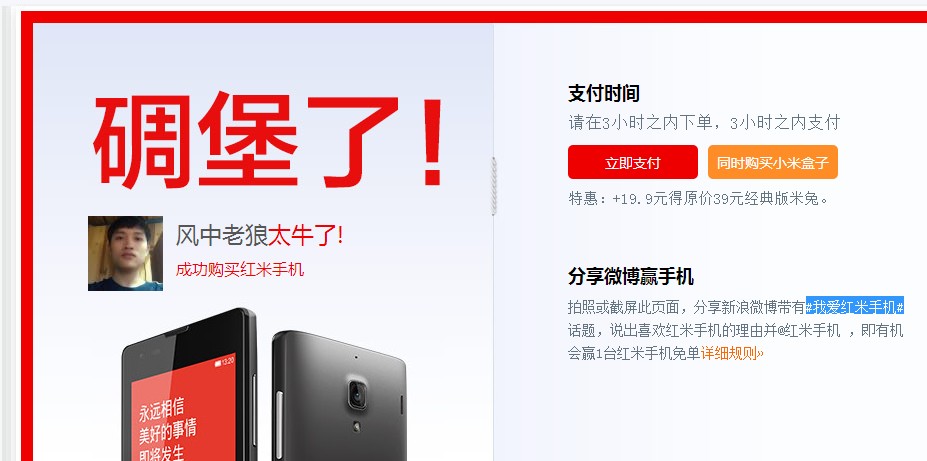 碉堡了!
风中老狼太牛了!
成功购买红米手机
13:20
永远相信
美好的事情
即将发生
支付时间
请在3小时之内下单，3小时之内支付
立即支付
同时购买小米盒子
特惠：+19.9元得原价39元经典版米兔。
分享微博赢手机
拍照或截屏此页面，分享新浪微博带有#我爱红米手机#
话题，说出喜欢红米手机的理由并@红米手机 ，即有机
会赢1台红米手机免单详细规则»